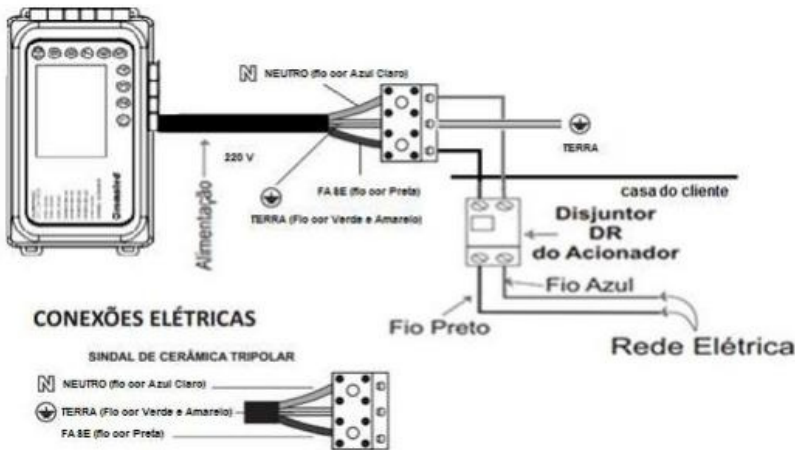 N NEUTRO (fio cor Azul Claro)
220 V
Alimentação
FASE (fio cor Preta)
TERRA (Fio cor Verde e Amarelo)
TERRA
casa do cliente
Disjuntor
DR
do Acionador
Fio Azul
Fio Preto
Rede Elétrica
CONEXÕES ELÉTRICAS
SINDAL DE CERÂMICA TRIPOLAR
N NEUTRO (fio cor Azul Claro)
TERRA (Fio cor Verde e Amarelo)
FASE (fio cor Preta)